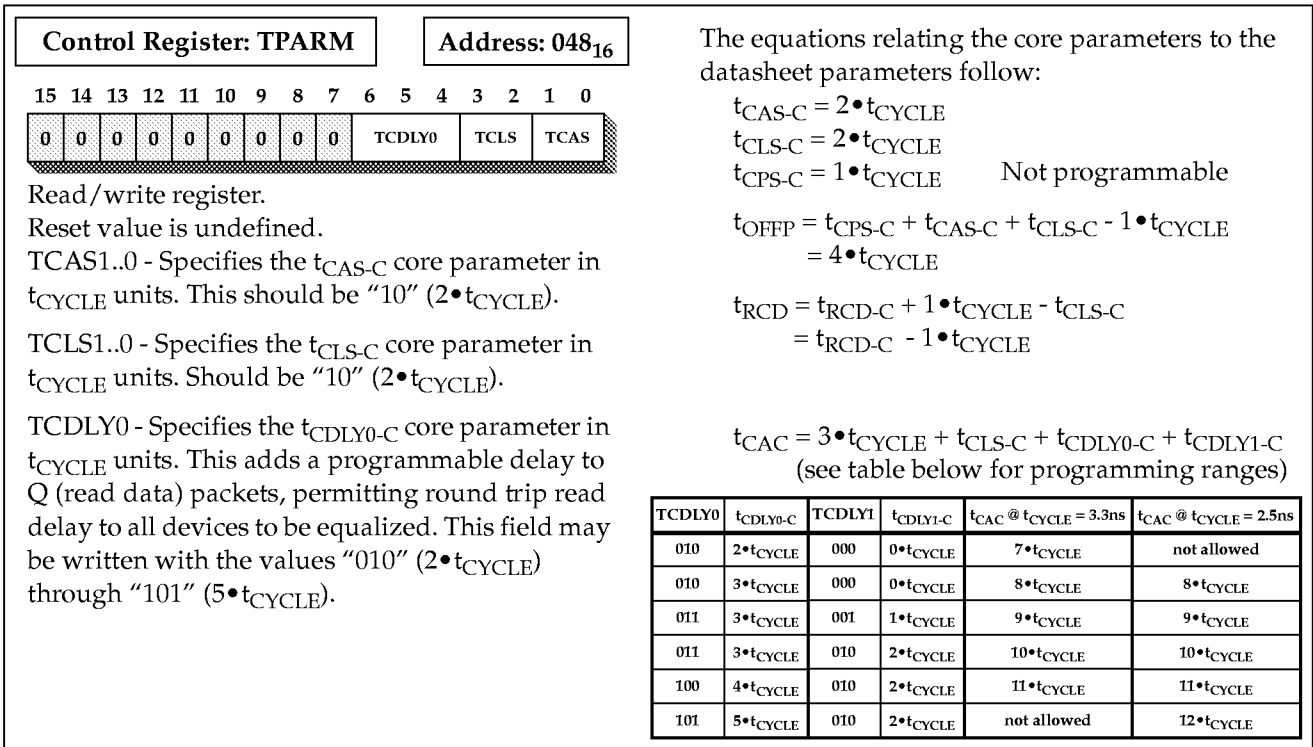 Control Register: TPARM
Address: 048₁₆
15 14 13 12 11 10 9 8 7 6 5 4 3 2 1 0
0 0 0 0 0 0 0 0 0 TCDLY0 TCLS TCAS
Read/write register.
Reset value is undefined.
TCAS1..0 - Specifies the tCAS-C core parameter in
tCYCLE units. This should be “10” (2•tCYCLE).
TCLS1..0 - Specifies the tCLS-C core parameter in
tCYCLE units. Should be “10” (2•tCYCLE).
TCDLY0 - Specifies the tCDLY0-C core parameter in
tCYCLE units. This adds a programmable delay to
Q (read data) packets, permitting round trip read
delay to all devices to be equalized. This field may
be written with the values “010” (2•tCYCLE)
through “101” (5•tCYCLE).
The equations relating the core parameters to the
datasheet parameters follow:
tCAS-C = 2•tCYCLE
tCLS-C = 2•tCYCLE
tCPS-C = 1•tCYCLE Not programmable
tOFFP = tCPS-C + tCAS-C + tCLS-C - 1•tCYCLE
= 4•tCYCLE
tRCD = tRCD-C + 1•tCYCLE - tCLS-C
= tRCD-C - 1•tCYCLE
tCAC = 3•tCYCLE + tCLS-C + tCDLY0-C + tCDLY1-C
(see table below for programming ranges)
TCDLY0 tCDLY0-C TCDLY1 tCDLY1-C tCAC @ tCYCLE = 3.3ns tCAC @ tCYCLE = 2.5ns
010 2•tCYCLE 000 0•tCYCLE 7•tCYCLE not allowed
010 3•tCYCLE 000 0•tCYCLE 8•tCYCLE 8•tCYCLE
011 3•tCYCLE 001 1•tCYCLE 9•tCYCLE 9•tCYCLE
011 3•tCYCLE 010 2•tCYCLE 10•tCYCLE 10•tCYCLE
100 4•tCYCLE 010 2•tCYCLE 11•tCYCLE 11•tCYCLE
101 5•tCYCLE 010 2•tCYCLE not allowed 12•tCYCLE